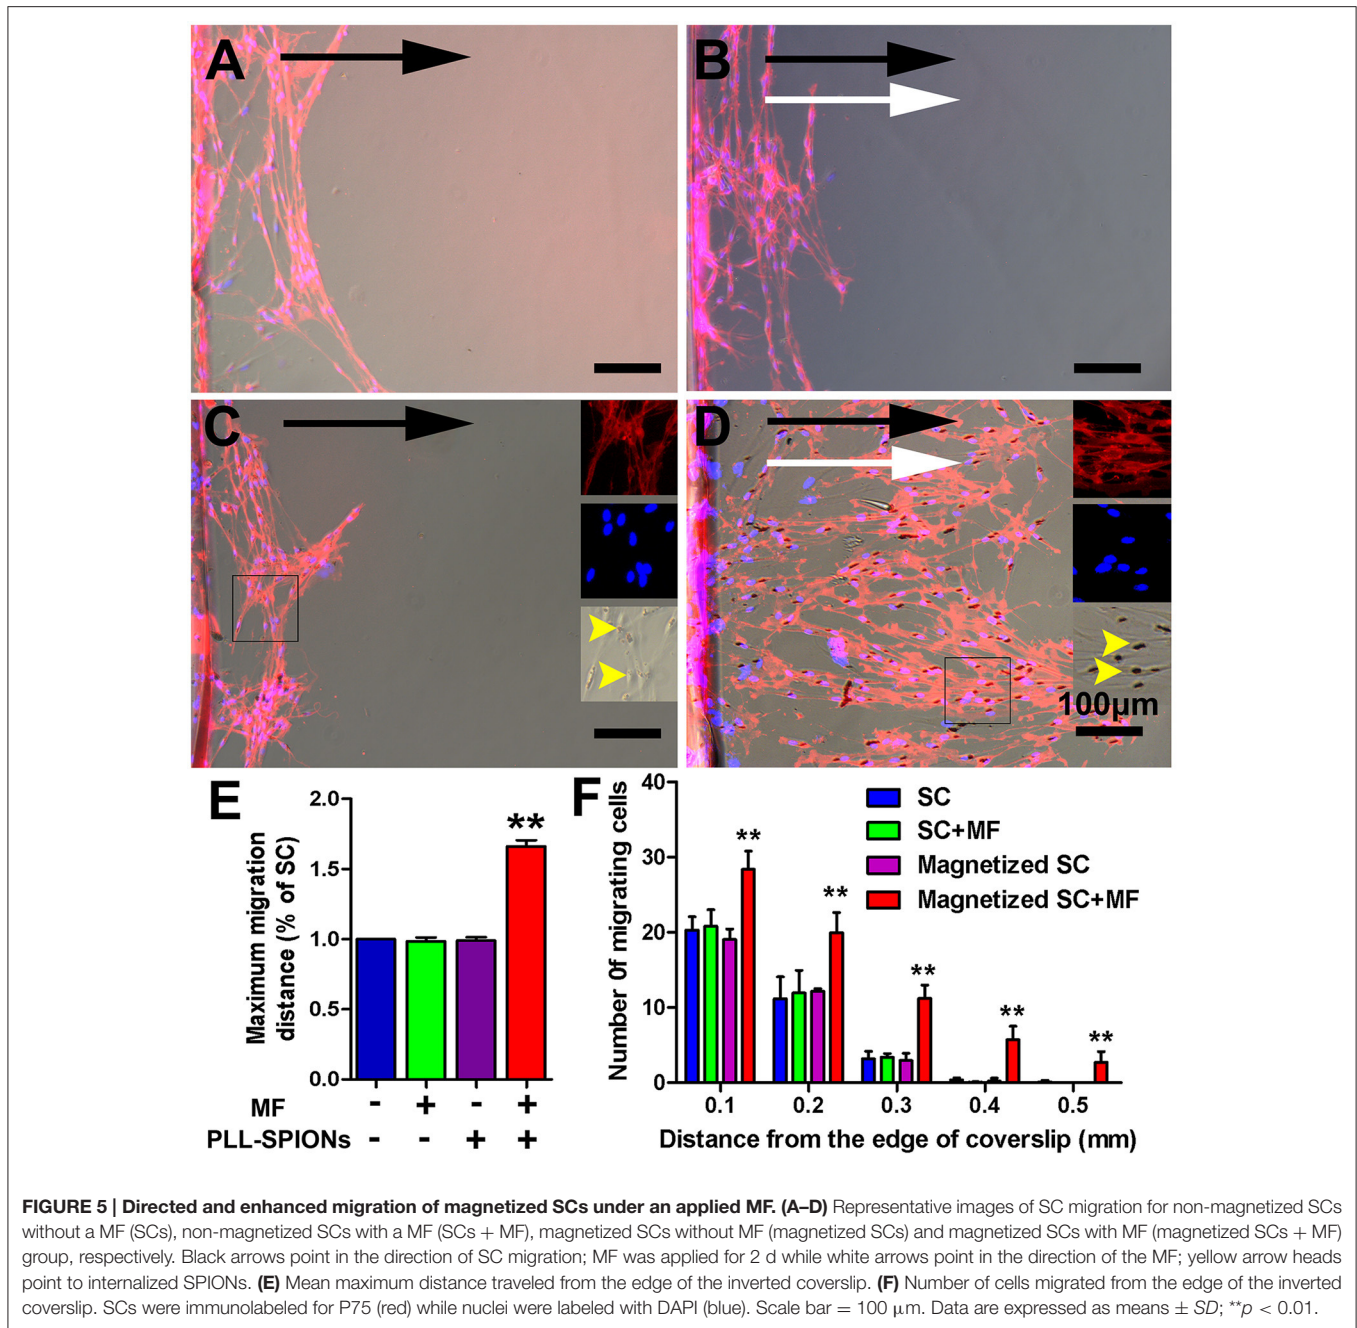 A
B
C
D
100μm
E
Maximum migration
distance (% of SC)
2.0
1.5
1.0
0.5
0.0
**
MF - + - +
PLL-SPIONs - - + +
F
Number 0f migrating cells
40
30
20
10
0
SC
SC+MF
Magnetized SC
Magnetized SC+MF
** ** ** ** **
0.1 0.2 0.3 0.4 0.5
Distance from the edge of coverslip (mm)
FIGURE 5 | Directed and enhanced migration of magnetized SCs under an applied MF. (A–D) Representative images of SC migration for non-magnetized SCs
without a MF (SCs), non-magnetized SCs with a MF (SCs + MF), magnetized SCs without MF (magnetized SCs) and magnetized SCs with MF (magnetized SCs + MF)
group, respectively. Black arrows point in the direction of SC migration; MF was applied for 2 d while white arrows point in the direction of the MF; yellow arrow heads
point to internalized SPIONs. (E) Mean maximum distance traveled from the edge of the inverted coverslip. (F) Number of cells migrated from the edge of the inverted
coverslip. SCs were immunolabeled for P75 (red) while nuclei were labeled with DAPI (blue). Scale bar = 100 μm. Data are expressed as means ± SD; **p < 0.01.